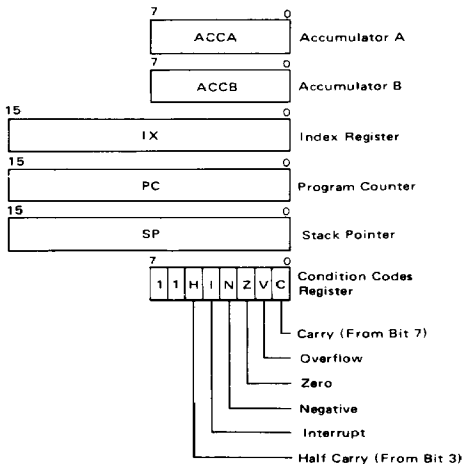 7 0
ACCA Accumulator A
7 0
ACCB Accumulator B
15 0
IX Index Register
15 0
PC Program Counter
15 0
SP Stack Pointer
7 0
Condition Codes
Register
1 1 H I N Z V C
Carry (From Bit 7)
Overflow
Zero
Negative
Interrupt
Half Carry (From Bit 3)